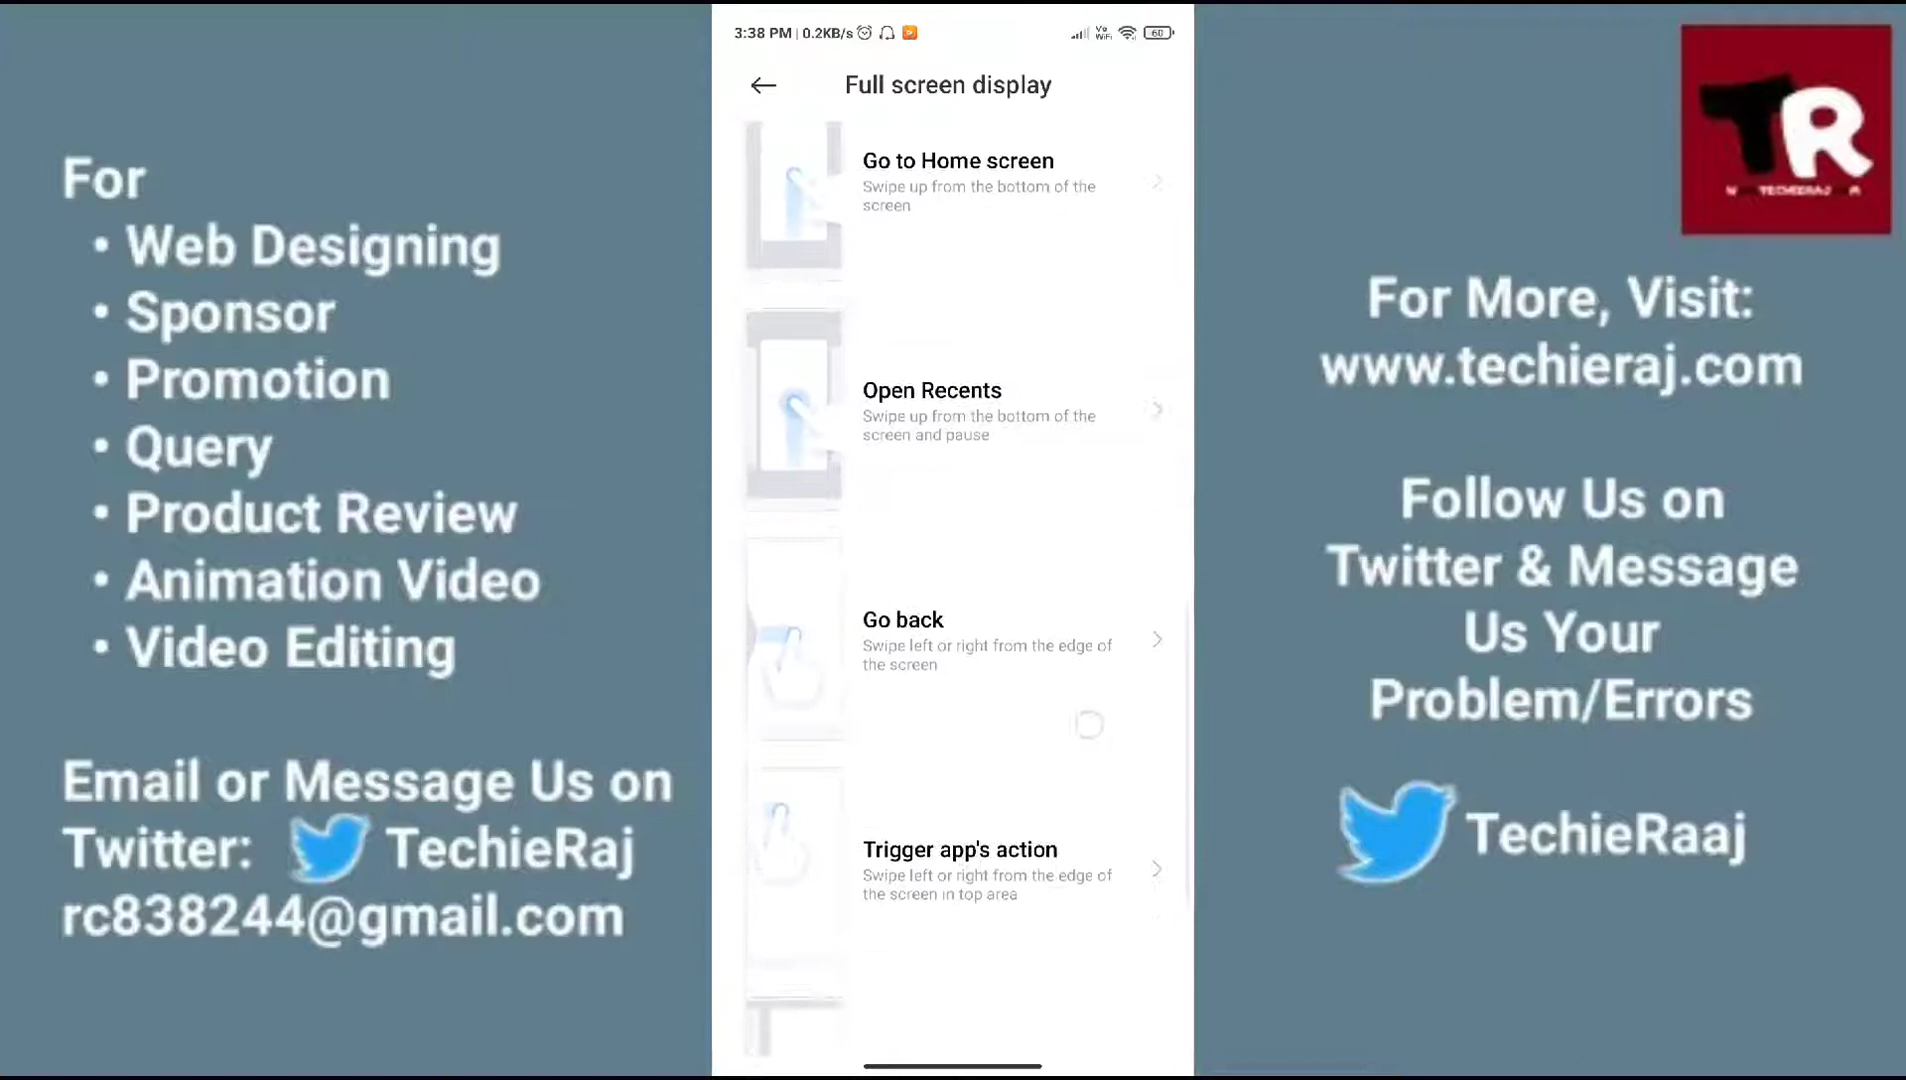 For
• Web Designing
• Sponsor
• Promotion
• Query
• Product Review
• Animation Video
• Video Editing
Email or Message Us on
Twitter: TechieRaj
rc838244@gmail.com
3:38 PM | 0.2KB/s
Vo
WiFi
60
Full screen display
Go to Home screen
Swipe up from the bottom of the
screen
Open Recents
Swipe up from the bottom of the
screen and pause
Go back
Swipe left or right from the edge of
the screen
Trigger app's action
Swipe left or right from the edge of
the screen in top area
TR
For More, Visit:
www.techieraj.com
Follow Us on
Twitter & Message
Us Your
Problem/Errors
TechieRaaj